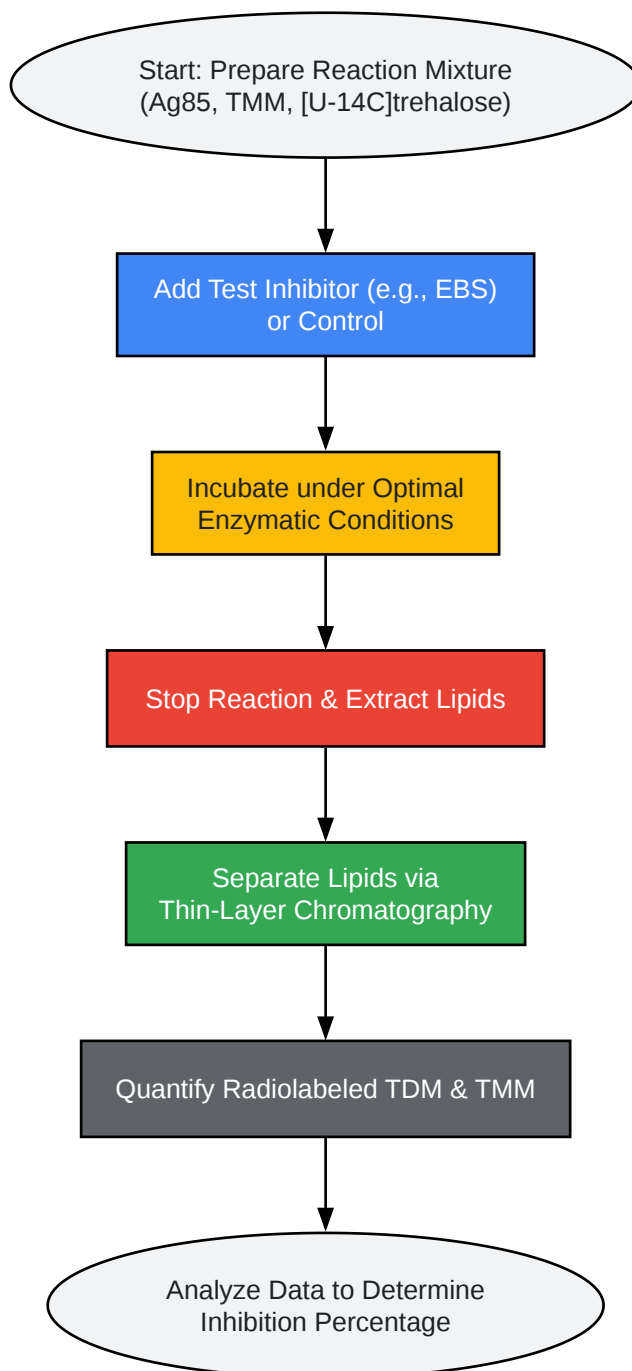 Start: Prepare Reaction Mixture
(Ag85, TMM, [U-14C]trehalose)
Add Test Inhibitor (e.g., EBS)
or Control
Incubate under Optimal
Enzymatic Conditions
Stop Reaction & Extract Lipids
Separate Lipids via
Thin-Layer Chromatography
Quantify Radiolabeled TDM & TMM
Analyze Data to Determine
Inhibition Percentage